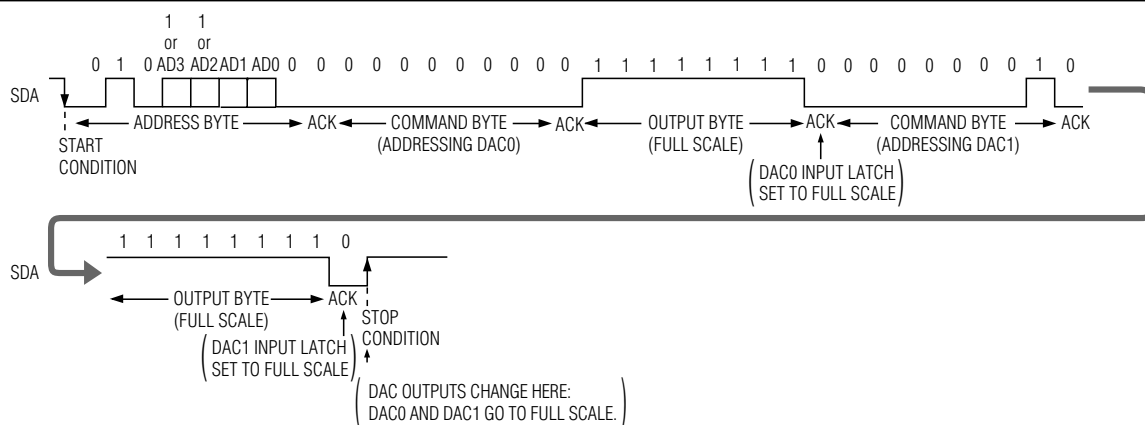 1 1
or or
0 1 0 AD3 AD2 AD1 AD0 0 0 0 0 0 0 0 0 0 0 0 1 1 1 1 1 1 1 1 0 0 0 0 0 0 0 0 1 0
SDA
ADDRESS BYTE ACK COMMAND BYTE ACK OUTPUT BYTE ACK COMMAND BYTE ACK
(ADDRESSING DAC0) (FULL SCALE) (ADDRESSING DAC1)
START
CONDITION
(DAC0 INPUT LATCH
SET TO FULL SCALE)
1 1 1 1 1 1 1 1 0
SDA
OUTPUT BYTE ACK
(FULL SCALE)
STOP
CONDITION
(DAC1 INPUT LATCH
SET TO FULL SCALE)
(DAC OUTPUTS CHANGE HERE:
DAC0 AND DAC1 GO TO FULL SCALE.)